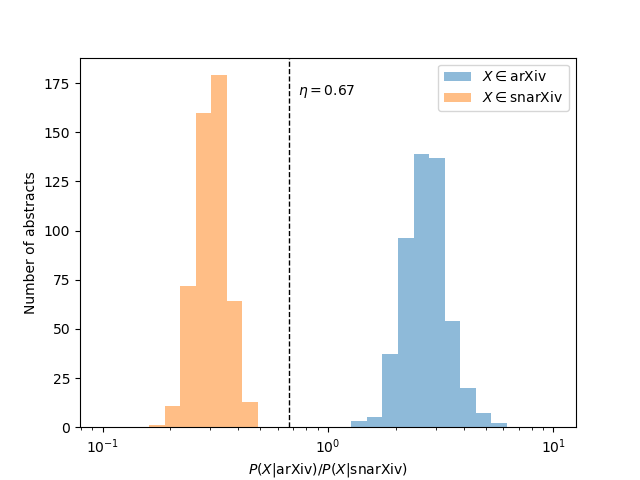 175
150
125
100
75
50
25
0
Number of abstracts
η = 0.67
X ∈ arXiv
X ∈ snarXiv
10⁻¹
10⁰
10¹
P(X|arXiv)/P(X|snarXiv)